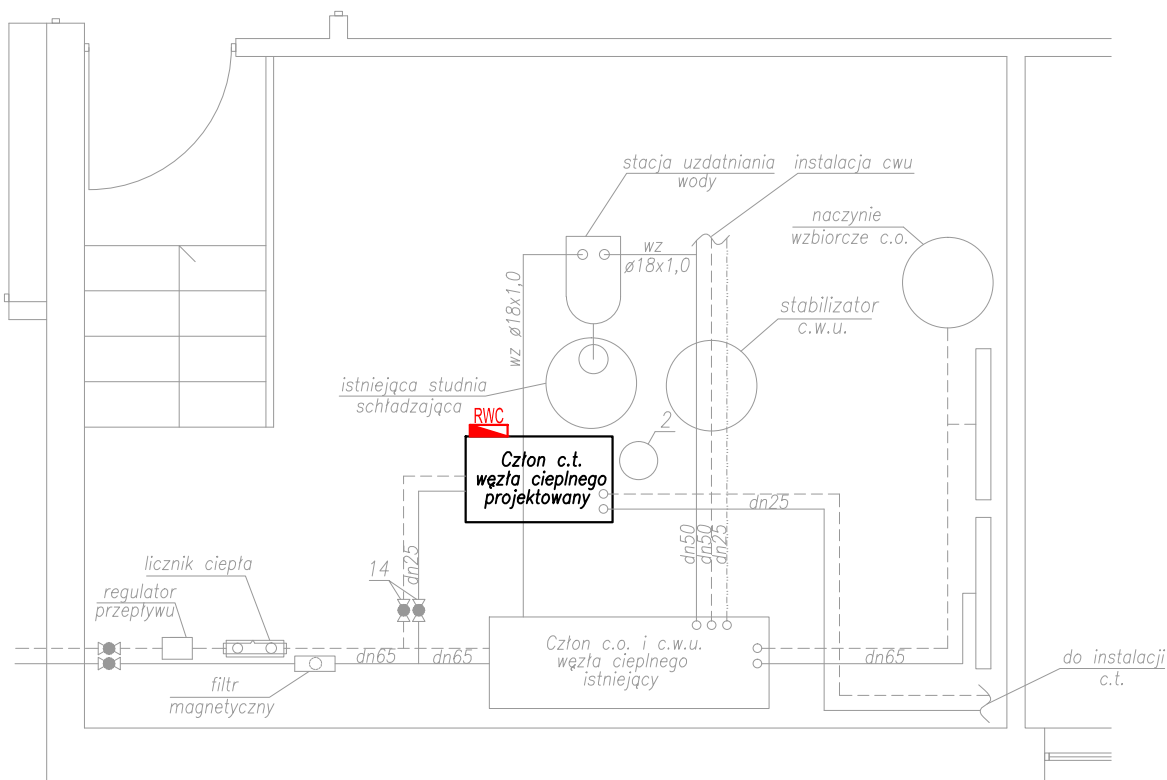 stacja uzdatniania
wody
instalacja cwu
naczynie
wzbiorcze c.o.
wz
ø18x1,0
wz ø18x1,0
stabilizator
c.w.u.
istniejąca studnia
schładzająca
RWC
2
Człon c.t.
węzła cieplnego
projektowany
dn25
dn50
dn50
dn25
licznik ciepła
14
dn25
regulator
przepływu
dn65
dn65
Człon c.o. i c.w.u.
węzła cieplnego
istniejący
dn65
do instalacji
c.t.
filtr
magnetyczny